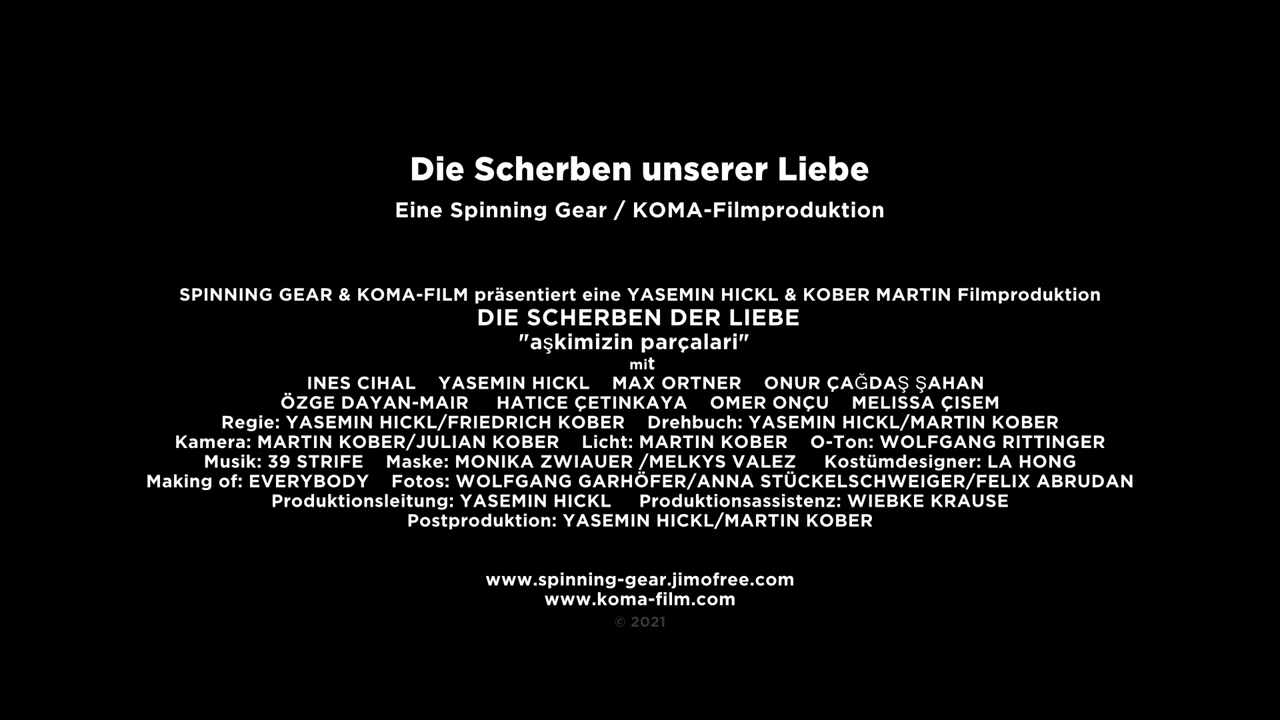 Die Scherben unserer Liebe
Eine Spinning Gear / KOMA-Filmproduktion
SPINNING GEAR & KOMA-FILM präsentiert eine YASEMIN HICKL & KOBER MARTIN Filmproduktion
DIE SCHERBEN DER LIEBE
"aşkimizin parçalari"
mit
INES CIHAL YASEMIN HICKL MAX ORTNER ONUR ÇAĞDAŞ ŞAHAN
ÖZGE DAYAN-MAIR HATICE ÇETINKAYA OMER ONÇU MELISSA ÇISEM
Regie: YASEMIN HICKL/FRIEDRICH KOBER Drehbuch: YASEMIN HICKL/MARTIN KOBER
Kamera: MARTIN KOBER/JULIAN KOBER Licht: MARTIN KOBER O-Ton: WOLFGANG RITTINGER
Musik: 39 STRIFE Maske: MONIKA ZWIAUER /MELKYS VALEZ Kostümdesigner: LA HONG
Making of: EVERYBODY Fotos: WOLFGANG GARHÖFER/ANNA STÜCKELSCHWEIGER/FELIX ABRUDAN
Produktionsleitung: YASEMIN HICKL Produktionsassistenz: WIEBKE KRAUSE
Postproduktion: YASEMIN HICKL/MARTIN KOBER
www.spinning-gear.jimofree.com
www.koma-film.com
© 2021